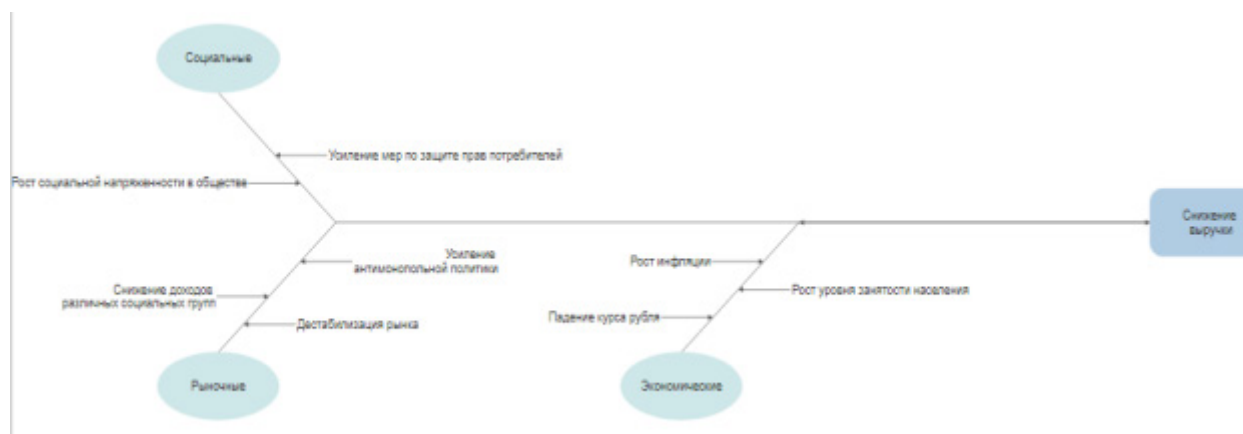 Социальные
Усиление мер по защите прав потребителей
Рост социальной напряженности в обществе
Снижение
выручки
Усиление
антимонопольной политики
Рост инфляции
Снижение доходов
различных социальных групп
Рост уровня занятости населения
Дестабилизация рынка
Падение курса рубля
Рыночные
Экономические